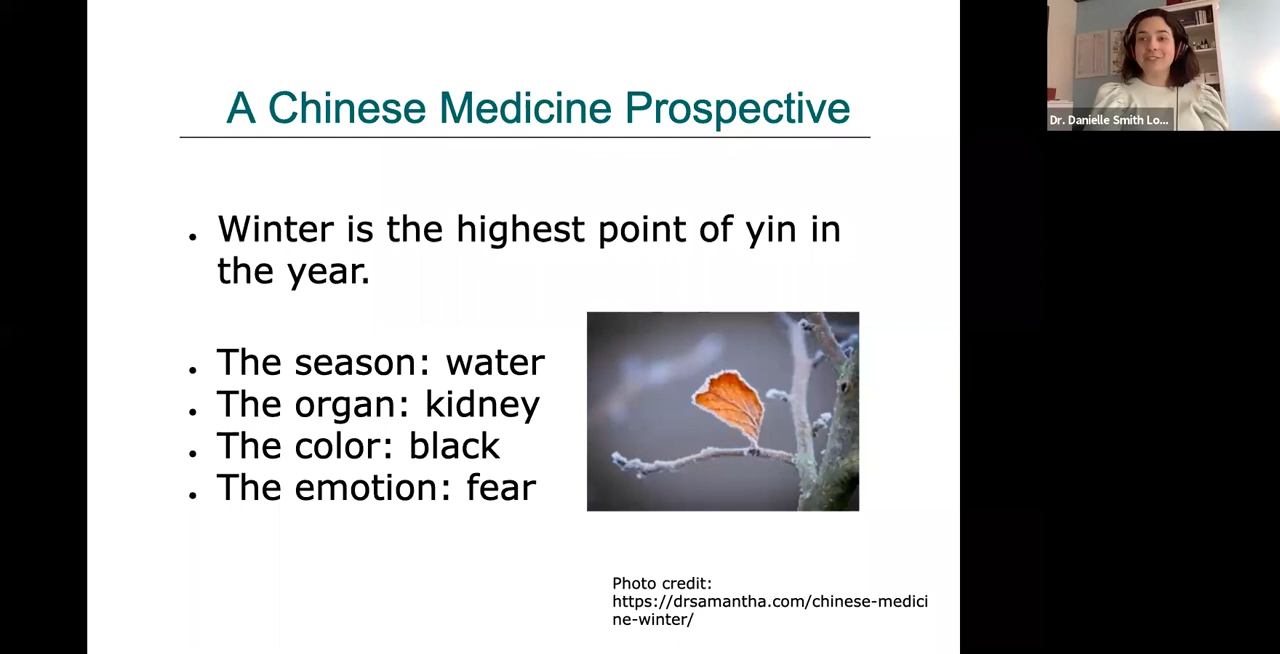 A Chinese Medicine Prospective
Dr. Danielle Smith Lo...
. Winter is the highest point of yin in
the year.
. The season: water
. The organ: kidney
. The color: black
. The emotion: fear
Photo credit:
https://drsamantha.com/chinese-medici
ne-winter/